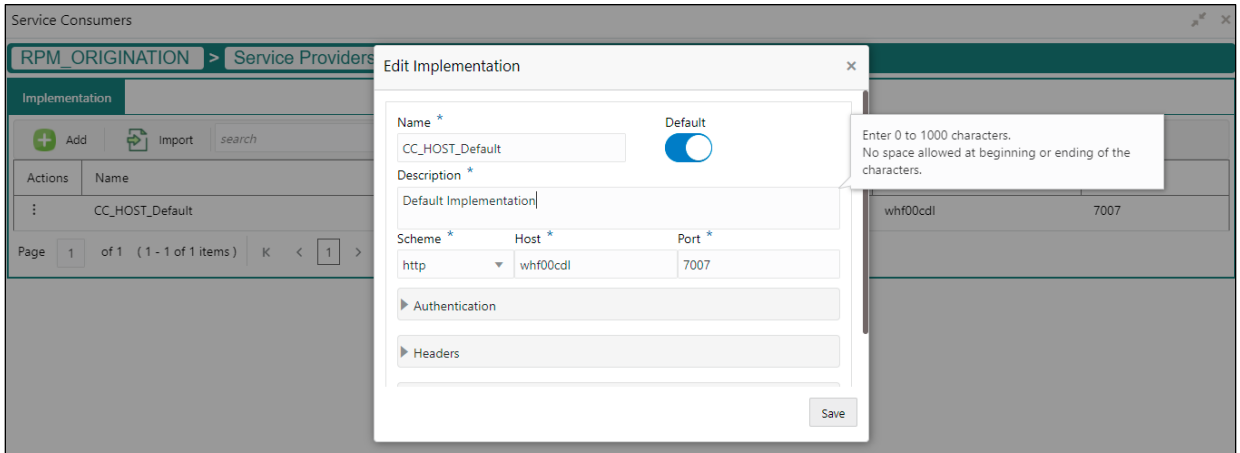 Service Consumers
RPM_ORIGINATION > Service Providers
Edit Implementation
Implementation
Add Import search
Actions Name
CC_HOST_Default whf00cdl 7007
Page 1 of 1 (1 - 1 of 1 items) K < 1 >
Name * Default
CC_HOST_Default
Description *
Default Implementation
Enter 0 to 1000 characters.
No space allowed at beginning or ending of the
characters.
Scheme * Host * Port *
http whf00cdl 7007
Authentication
Headers
Save